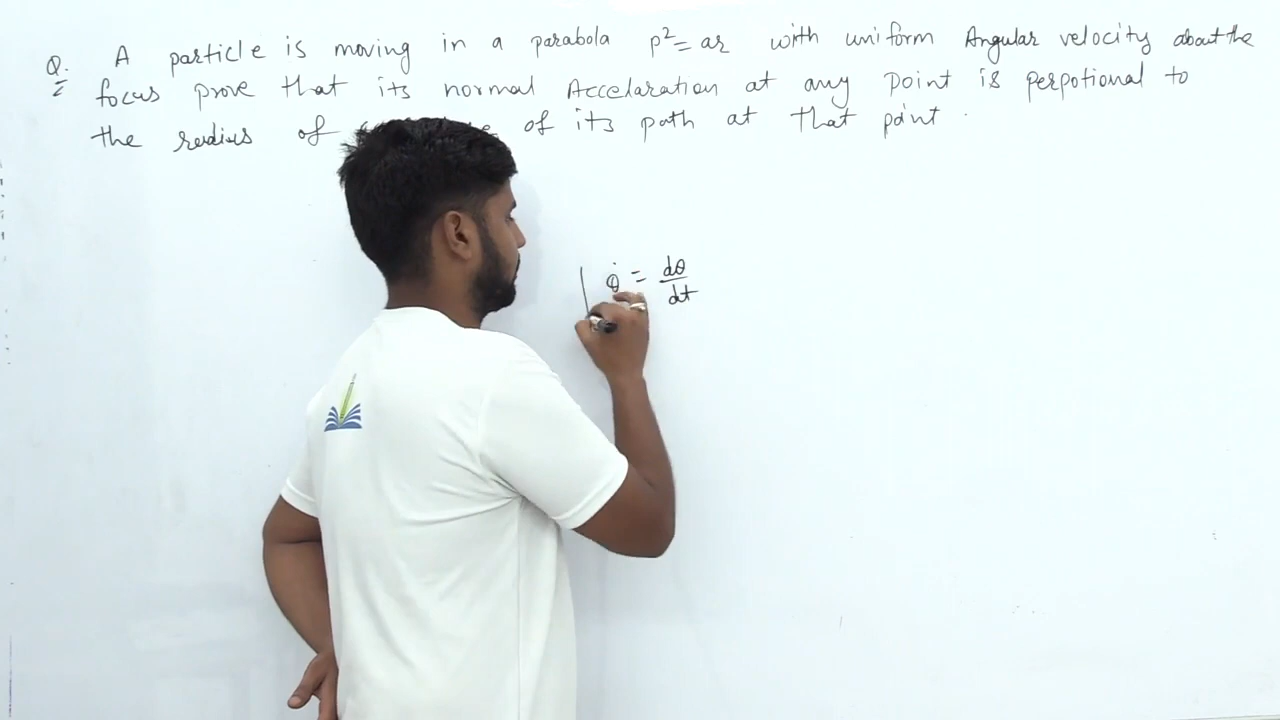 Q. A particle is moving in a parabola p² = ar with uniform Angular velocity about the
focus prove that its normal Accelaration at any point is perpotional to
the redius of of its path at that point.
θ̇ = dθ/dt